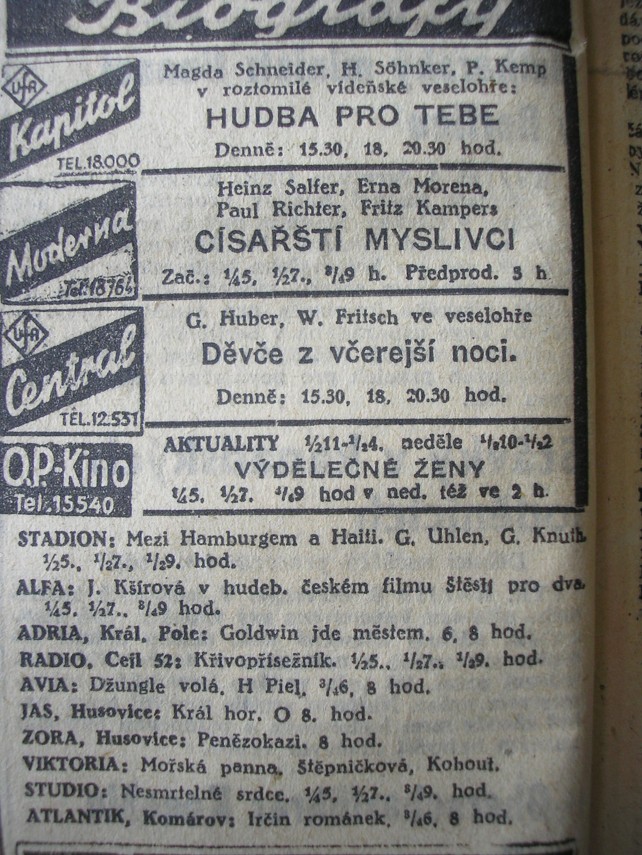 Biografy
UFA
Kapitol
TEL.18.000
Magda Schneider, H. Söhnker, P. Kemp
v roztomilé vídeňské veselohře:
HUDBA PRO TEBE
Denně: 15.30, 18, 20.30 hod.
Moderna
Tel.18764
Heinz Salfer, Erna Morena,
Paul Richter, Fritz Kampers
CÍSAŘŠTÍ MYSLIVCI
Zač.: ¼5, ½7., ¾9 h. Předprod. 3 h
UFA
Central
TÊL.12.531
G. Huber, W. Fritsch ve veselohře
Děvče z včerejší noci.
Denně: 15.30, 18, 20.30 hod.
O.P.-Kino
Tel. 15540
AKTUALITY ½11-½4, neděle ½10-½2
VÝDĚLEČNÉ ŽENY
¼5, ½7. ¾9 hod v ned. též ve 2 h.
STADION: Mezi Hamburgem a Haiti. G. Uhlen, G. Knuth.
½5., ½7., ½9. hod.
ALFA: J. Kšírová v hudeb. českém filmu Štěstí pro dva.
¼5. ½7., ¾9 hod.
ADRIA, Král. Pole: Goldwin jde městem. 6, 8 hod.
RADIO, Cejl 52: Křivopřísežník. ½5., ½7., ½9. hod.
AVIA: Džungle volá, H Piel, ¾6, 8 hod.
JAS, Husovice: Král hor. O 8. hod.
ZORA, Husovice: Penězokazi. 8 hod.
VIKTORIA: Mořská panna, Štěpničková, Kohout.
STUDIO: Nesmrtelné srdce. ¼5, ½7., ¾9. hod.
ATLANTIK, Komárov: Irčin románek, ¾6, 8 hod.